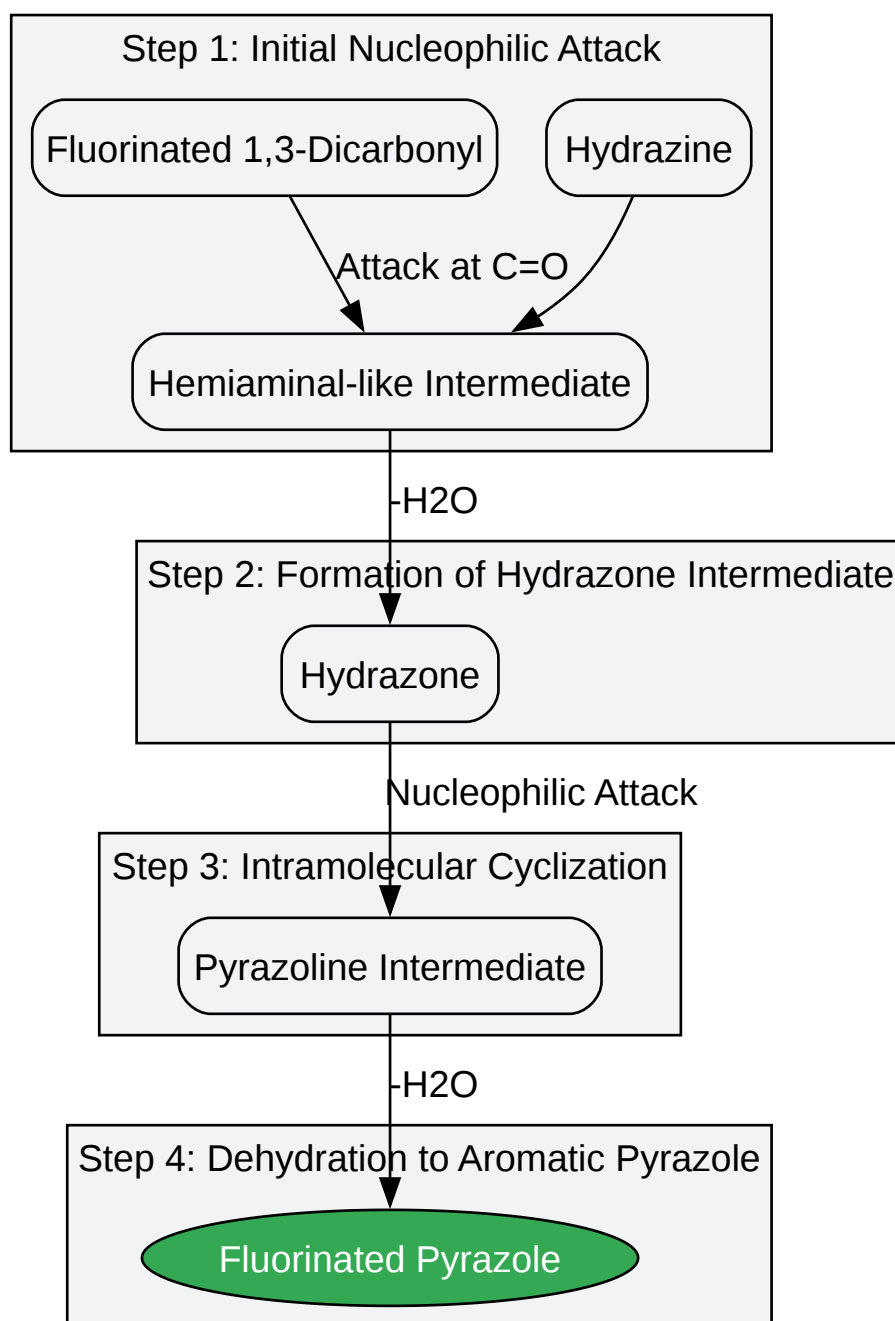 Step 1: Initial Nucleophilic Attack
Fluorinated 1,3-Dicarbonyl
Hydrazine
Attack at C=O
Hemiaminal-like Intermediate
-H2O
Step 2: Formation of Hydrazone Intermediate
Hydrazone
Nucleophilic Attack
Step 3: Intramolecular Cyclization
Pyrazoline Intermediate
-H2O
Step 4: Dehydration to Aromatic Pyrazole
Fluorinated Pyrazole